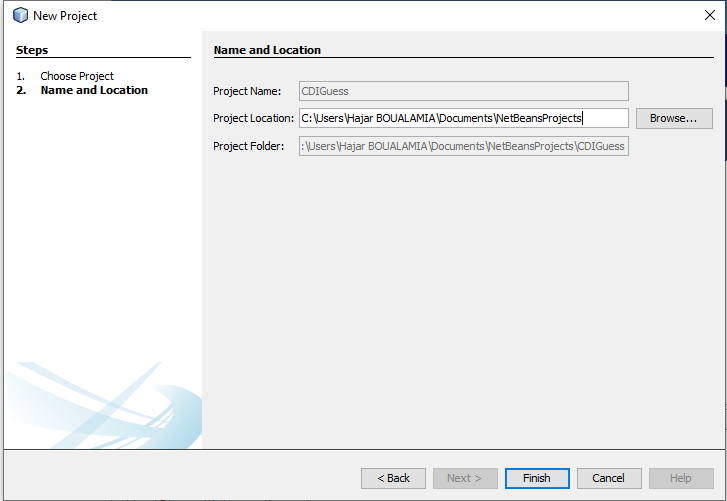 New Project
Steps
1. Choose Project
2. Name and Location
Name and Location
Project Name: CDIGuess
Project Location: C:\Users\Hajar BOUALAMIA\Documents\NetBeansProjects Browse...
Project Folder: :\Users\Hajar BOUALAMIA\Documents\NetBeansProjects\CDIGuess
< Back Next > Finish Cancel Help